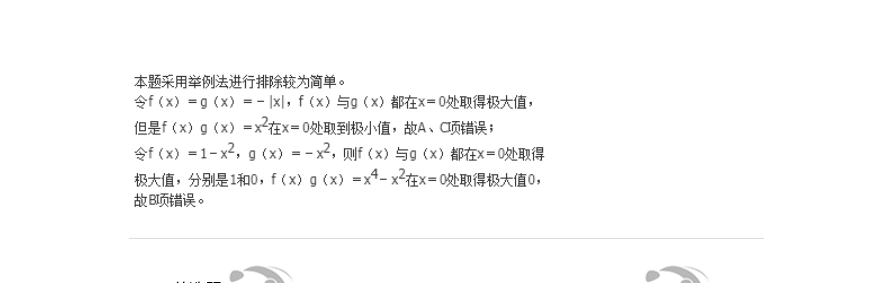 本题采用举例法进行排除较为简单。
令f（x）=g（x）=-|x|，f（x）与g（x）都在x=0处取得极大值，
但是f（x）g（x）=x²在x=0处取到极小值，故A、C项错误；
令f（x）=1-x²，g（x）=-x²，则f（x）与g（x）都在x=0处取得
极大值，分别是1和0，f（x）g（x）=x⁴-x²在x=0处取得极大值0，
故B项错误。